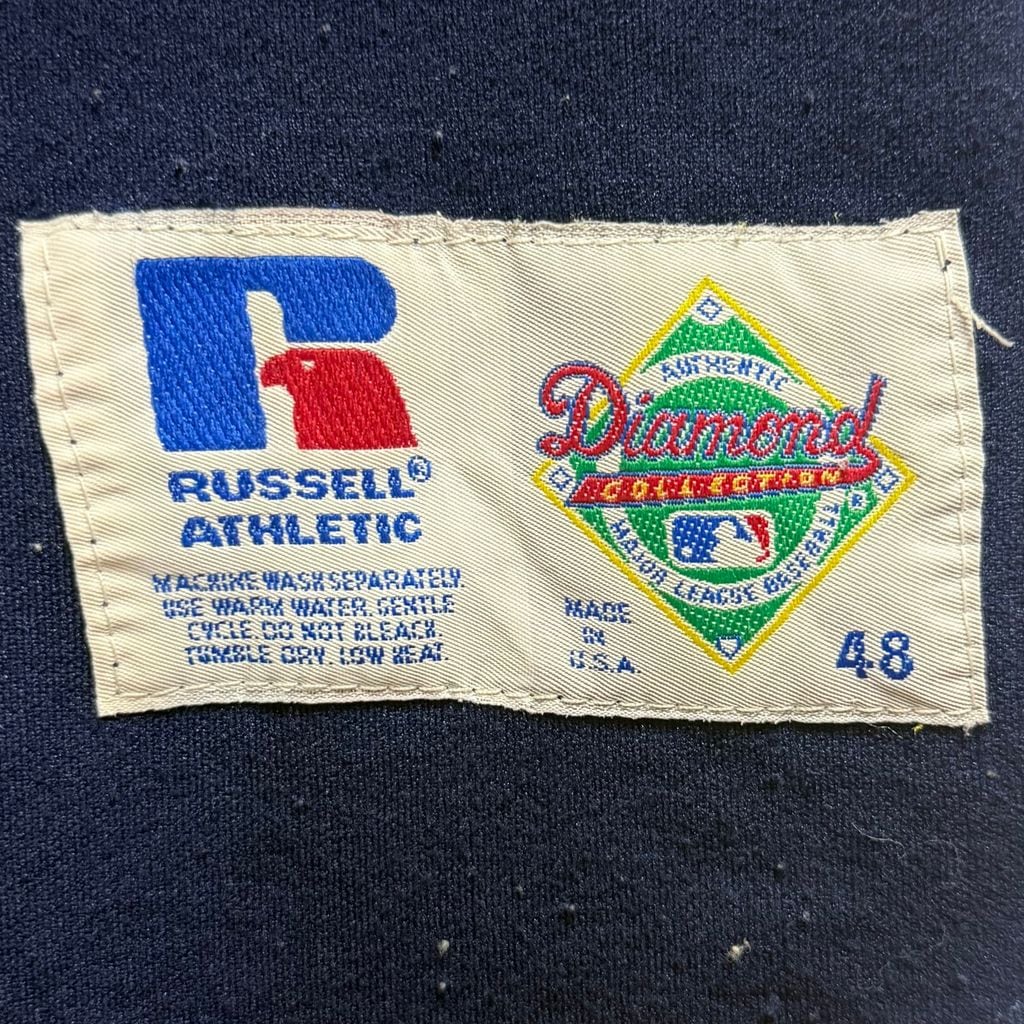 RUSSELL®
ATHLETIC
MACHINE WASH SEPARATELY.
USE WARM WATER. GENTLE
CYCLE. DO NOT BLEACH.
TUMBLE DRY. LOW HEAT.
AUTHENTIC
Diamond
COLLECTION
MAJOR LEAGUE BASEBALL
MADE
IN
U.S.A.
48